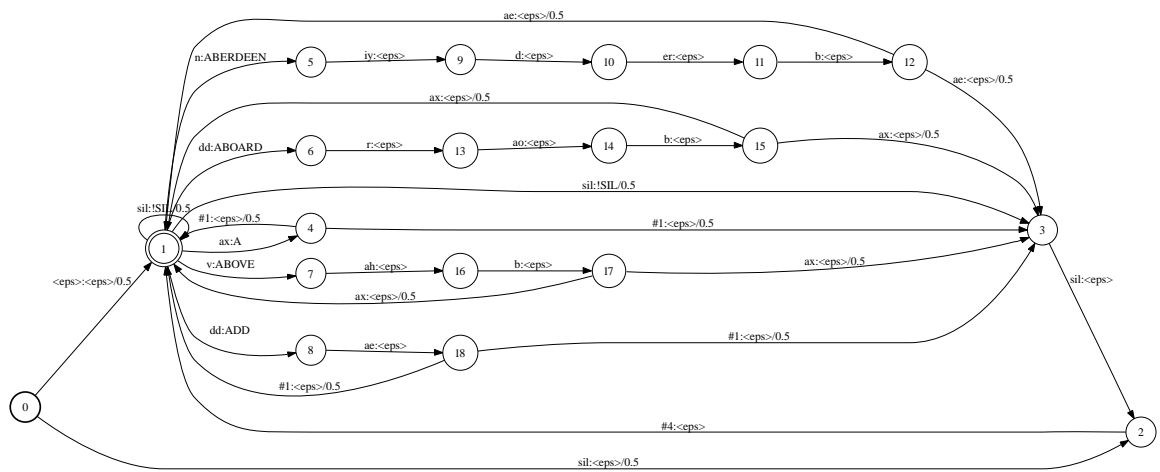 ae:<eps>/0.5
n:ABERDEEN
5
iy:<eps>
9
d:<eps>
10
er:<eps>
11
b:<eps>
12
ae:<eps>/0.5
ax:<eps>/0.5
dd:ABOARD
6
r:<eps>
13
ao:<eps>
14
b:<eps>
15
ax:<eps>/0.5
sil:!SIL/0.5
sil:!SIL/0.5
#1:<eps>/0.5
4
#1:<eps>/0.5
3
1
ax:A
v:ABOVE
7
ah:<eps>
16
b:<eps>
17
ax:<eps>/0.5
<eps>:<eps>/0.5
ax:<eps>/0.5
sil:<eps>
dd:ADD
8
ae:<eps>
18
#1:<eps>/0.5
#1:<eps>/0.5
0
#4:<eps>
2
sil:<eps>/0.5